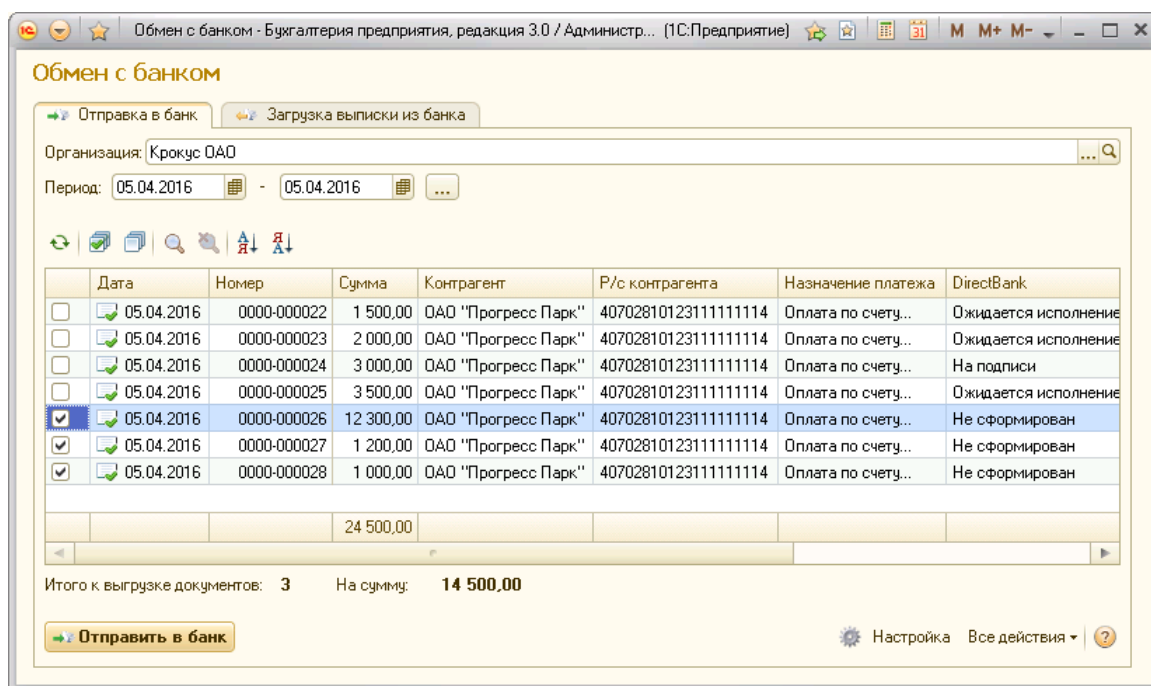 1С Обмен с банком - Бухгалтерия предприятия, редакция 3.0 / Администр... (1С:Предприятие) 31 M M+ M-
Обмен с банком
Отправка в банк Загрузка выписки из банка
Организация: Крокус ОАО ...
Период: 05.04.2016 - 05.04.2016 ...
А Я Я А
Дата Номер Сумма Контрагент Р/с контрагента Назначение платежа DirectBank
05.04.2016 0000-000022 1 500,00 ОАО "Прогресс Парк" 40702810123111111114 Оплата по счету... Ожидается исполнение
05.04.2016 0000-000023 2 000,00 ОАО "Прогресс Парк" 40702810123111111114 Оплата по счету... Ожидается исполнение
05.04.2016 0000-000024 3 000,00 ОАО "Прогресс Парк" 40702810123111111114 Оплата по счету... На подписи
05.04.2016 0000-000025 3 500,00 ОАО "Прогресс Парк" 40702810123111111114 Оплата по счету... Ожидается исполнение
05.04.2016 0000-000026 12 300,00 ОАО "Прогресс Парк" 40702810123111111114 Оплата по счету... Не сформирован
05.04.2016 0000-000027 1 200,00 ОАО "Прогресс Парк" 40702810123111111114 Оплата по счету... Не сформирован
05.04.2016 0000-000028 1 000,00 ОАО "Прогресс Парк" 40702810123111111114 Оплата по счету... Не сформирован
24 500,00
Итого к выгрузке документов: 3 На сумму: 14 500,00
Отправить в банк Настройка Все действия ?